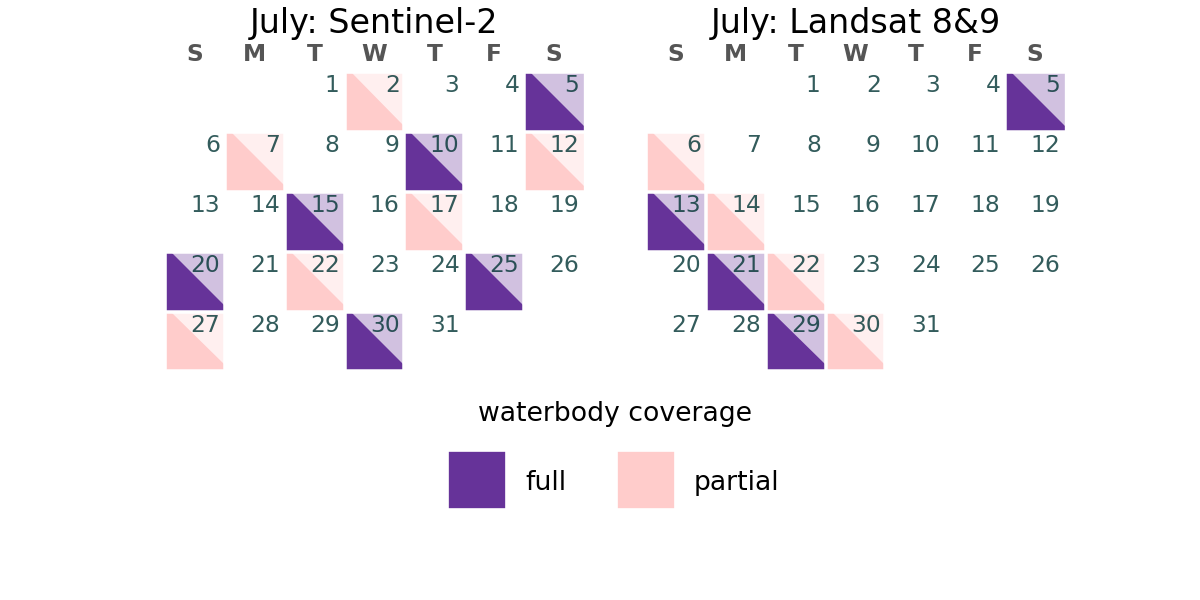 July: Sentinel-2
S M T W T F S
1 2 3 4 5
6 7 8 9 10 11 12
13 14 15 16 17 18 19
20 21 22 23 24 25 26
27 28 29 30 31
July: Landsat 8&9
S M T W T F S
1 2 3 4 5
6 7 8 9 10 11 12
13 14 15 16 17 18 19
20 21 22 23 24 25 26
27 28 29 30 31
waterbody coverage
full
partial